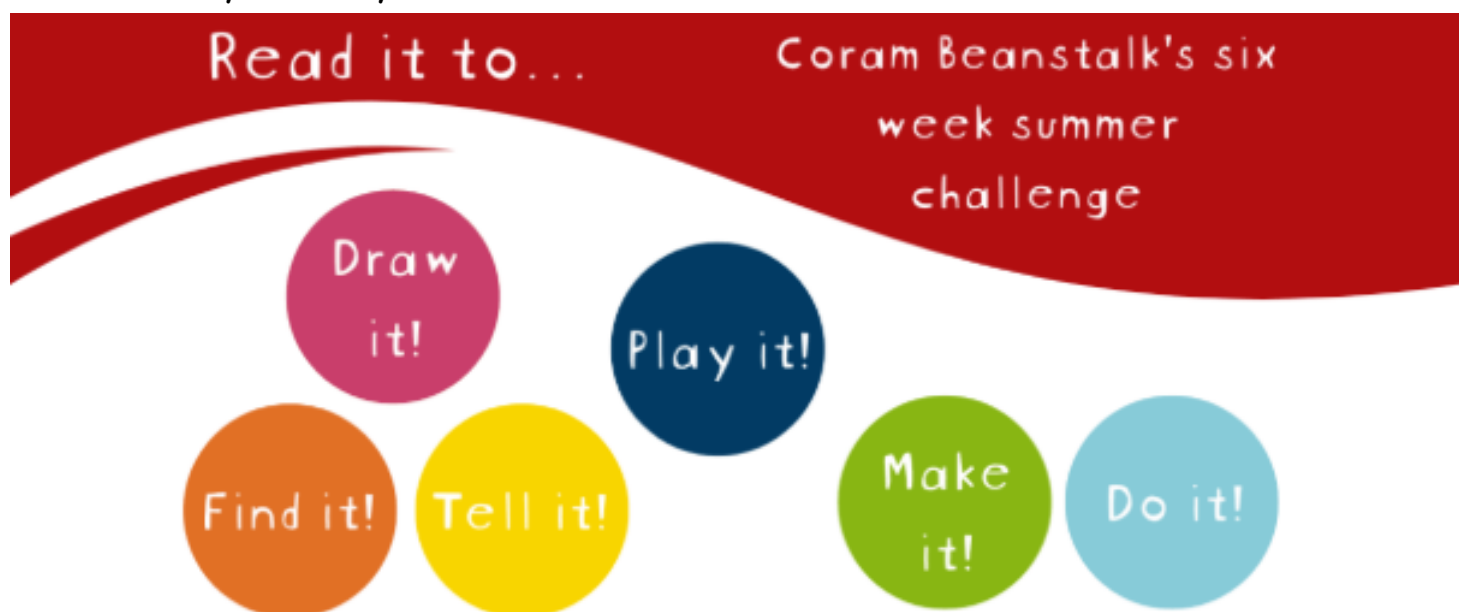 Read it to...
Coram Beanstalk's six
week summer
challenge
Draw
it!
Play it!
Find it!
Tell it!
Make
it!
Do it!